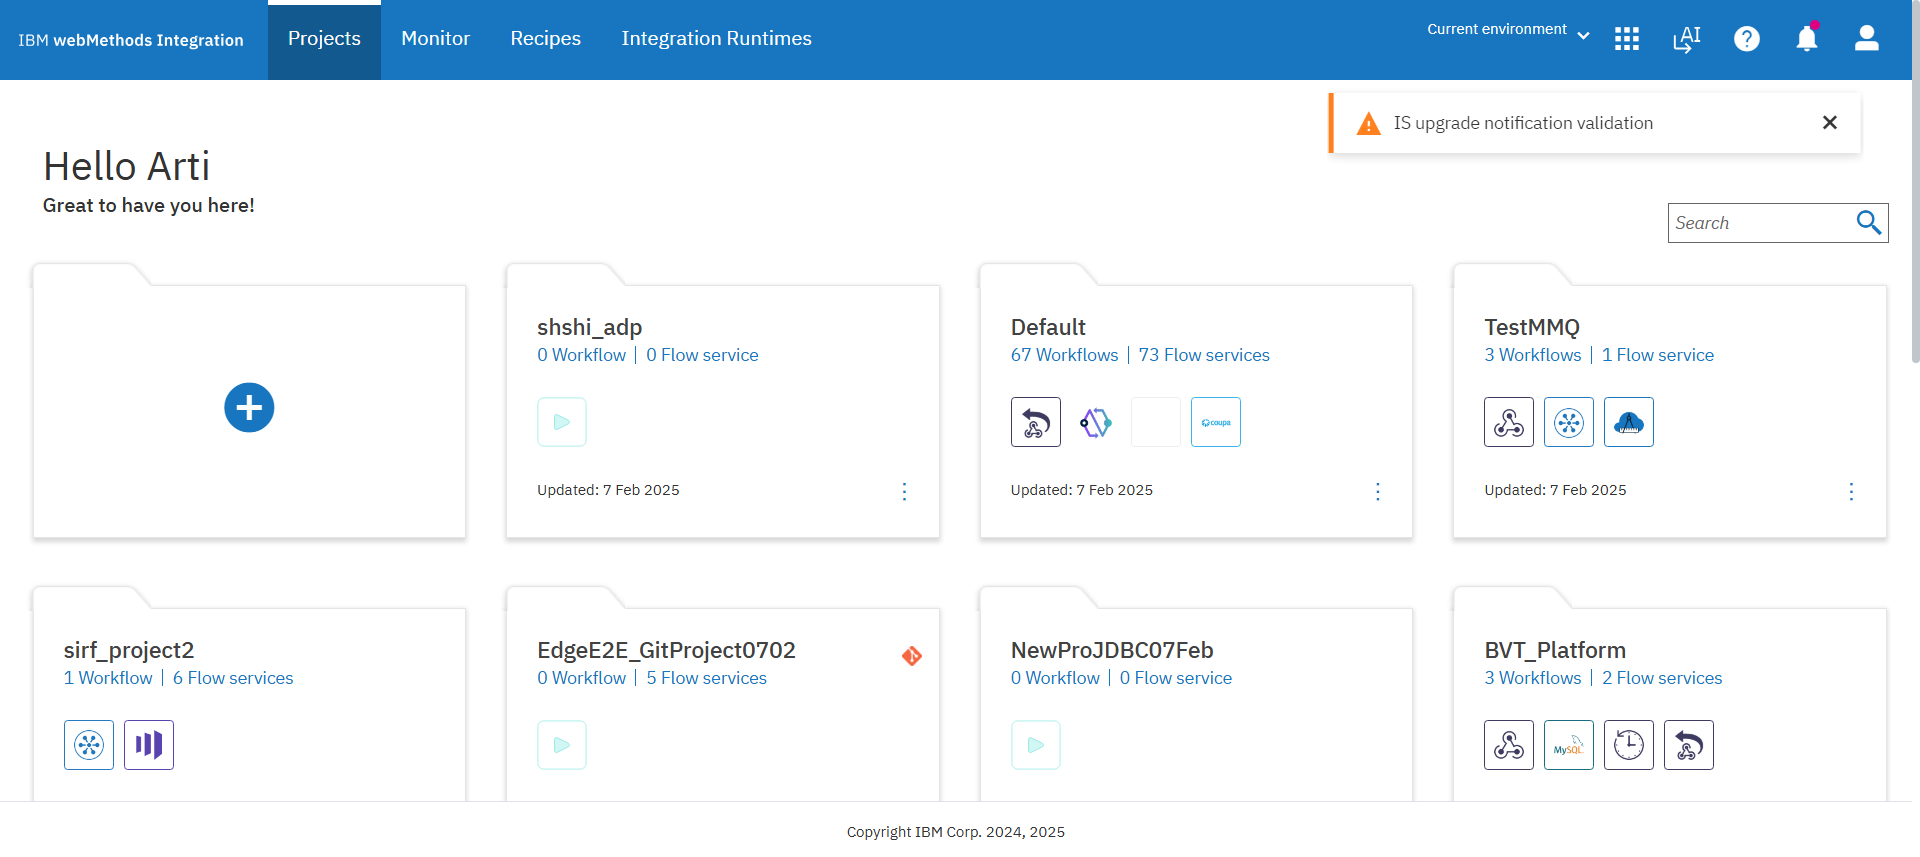 IBM webMethods Integration
Projects
Monitor
Recipes
Integration Runtimes
Current environment
AI
?
IS upgrade notification validation
Hello Arti
Great to have you here!
Search
shshi_adp
0 Workflow | 0 Flow service
Updated: 7 Feb 2025
Default
67 Workflows | 73 Flow services
coupa
Updated: 7 Feb 2025
TestMMQ
3 Workflows | 1 Flow service
Updated: 7 Feb 2025
sirf_project2
1 Workflow | 6 Flow services
EdgeE2E_GitProject0702
0 Workflow | 5 Flow services
NewProJDBC07Feb
0 Workflow | 0 Flow service
BVT_Platform
3 Workflows | 2 Flow services
MySQL
Copyright IBM Corp. 2024, 2025